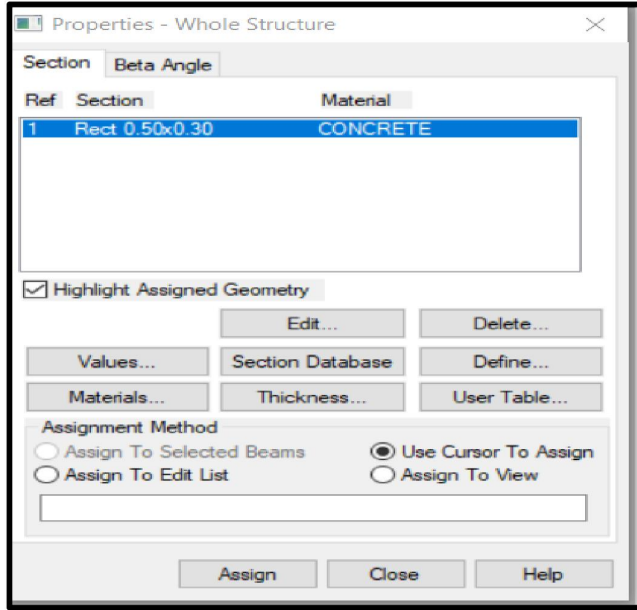 Properties - Whole Structure
Section Beta Angle
Ref Section Material
1 Rect 0.50x0.30 CONCRETE
Highlight Assigned Geometry
Edit... Delete...
Values... Section Database Define...
Materials... Thickness... User Table...
Assignment Method
Assign To Selected Beams Use Cursor To Assign
Assign To Edit List Assign To View
Assign Close Help